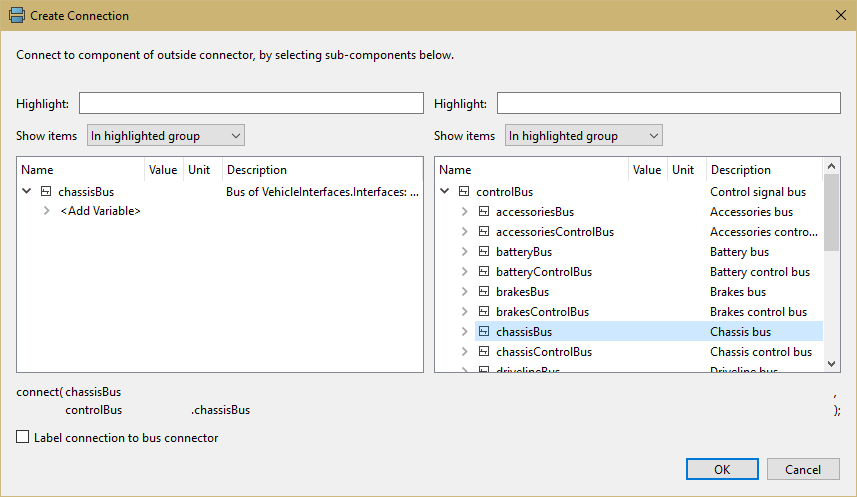 Create Connection
Connect to component of outside connector, by selecting sub-components below.
Highlight: Highlight:
Show items In highlighted group Show items In highlighted group
Name Value Unit Description Name Value Unit Description
chassisBus Bus of VehicleInterfaces.Interfaces: ... controlBus Control signal bus
<Add Variable> accessoriesBus Accessories bus
accessoriesControlBus Accessories contro...
batteryBus Battery bus
batteryControlBus Battery control bus
brakesBus Brakes bus
brakesControlBus Brakes control bus
chassisBus Chassis bus
chassisControlBus Chassis control bus
drivelineBus Driveline bus
connect( chassisBus ,
controlBus .chassisBus );
Label connection to bus connector
OK Cancel